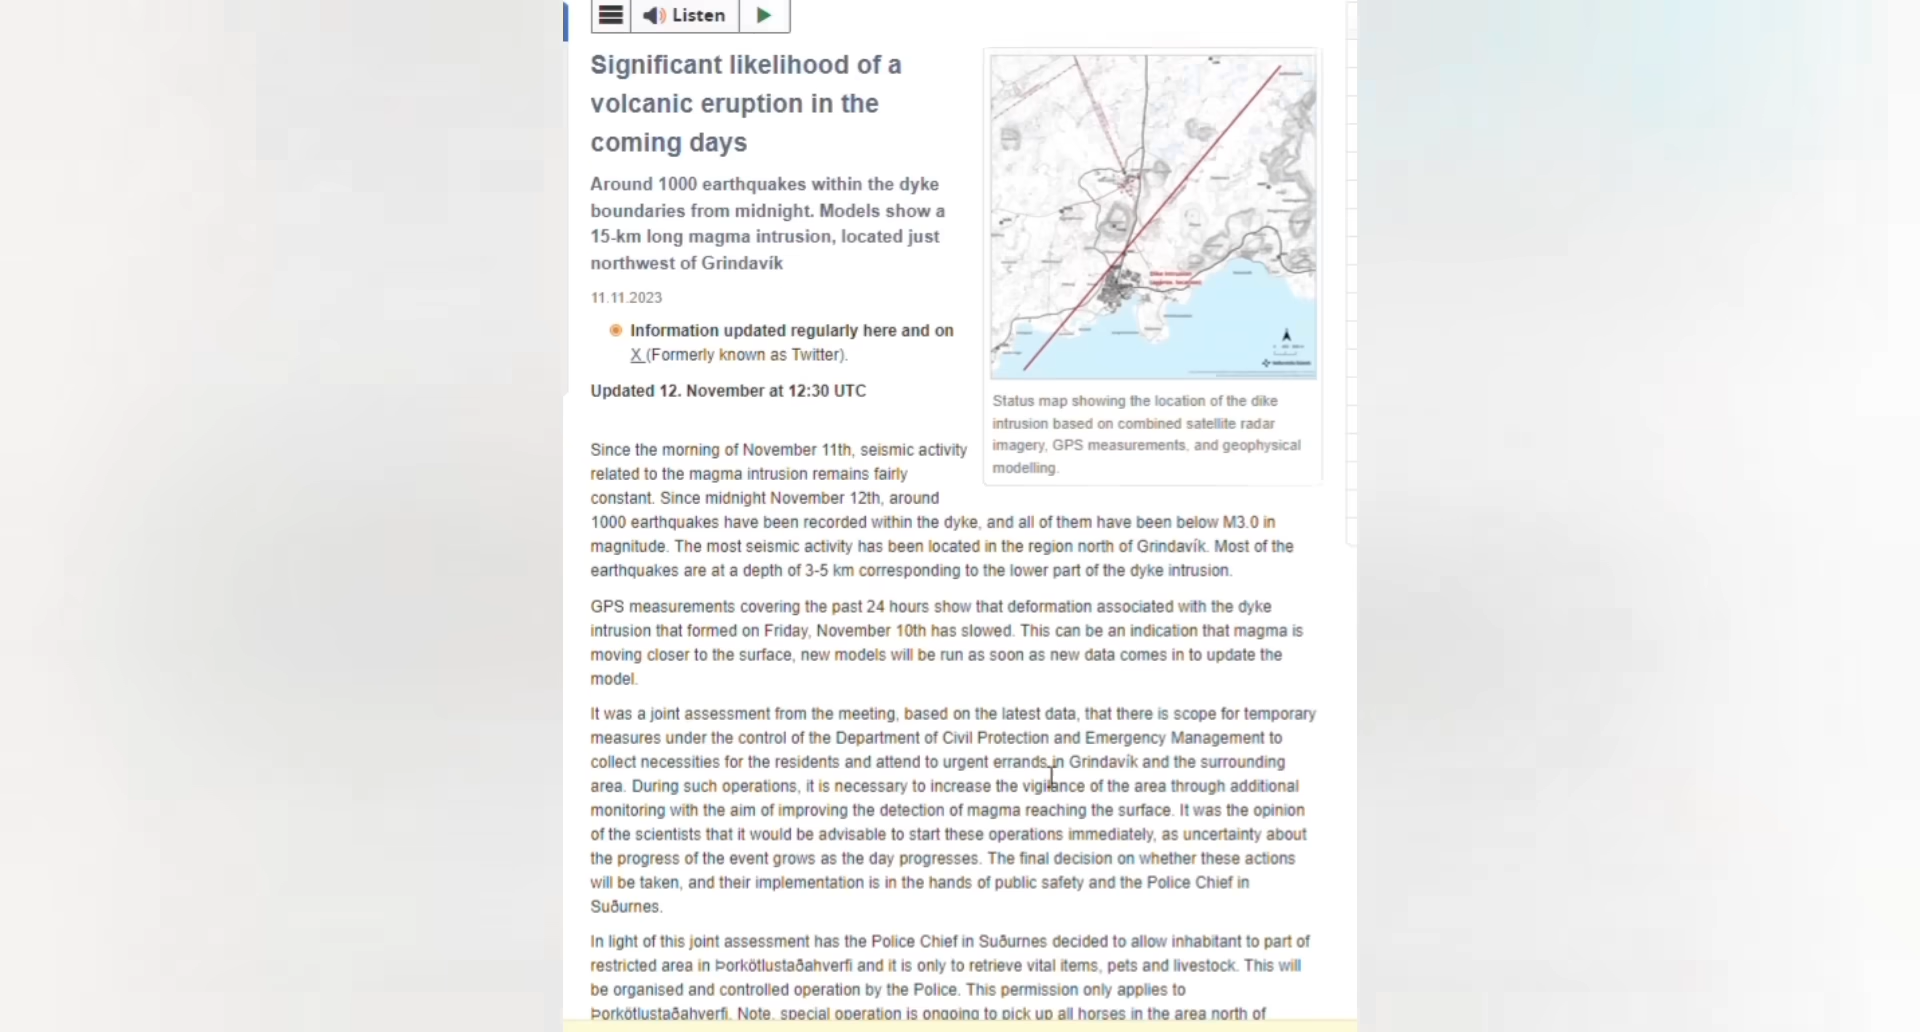 Listen
Significant likelihood of a
volcanic eruption in the
coming days
Around 1000 earthquakes within the dyke
boundaries from midnight. Models show a
15-km long magma intrusion, located just
northwest of Grindavík
11.11.2023
Information updated regularly here and on
X (Formerly known as Twitter).
Updated 12. November at 12:30 UTC
Status map showing the location of the dike
intrusion based on combined satellite radar
imagery, GPS measurements, and geophysical
modelling.
Since the morning of November 11th, seismic activity
related to the magma intrusion remains fairly
constant. Since midnight November 12th, around
1000 earthquakes have been recorded within the dyke, and all of them have been below M3.0 in
magnitude. The most seismic activity has been located in the region north of Grindavík. Most of the
earthquakes are at a depth of 3-5 km corresponding to the lower part of the dyke intrusion.
GPS measurements covering the past 24 hours show that deformation associated with the dyke
intrusion that formed on Friday, November 10th has slowed. This can be an indication that magma is
moving closer to the surface, new models will be run as soon as new data comes in to update the
model.
It was a joint assessment from the meeting, based on the latest data, that there is scope for temporary
measures under the control of the Department of Civil Protection and Emergency Management to
collect necessities for the residents and attend to urgent errands in Grindavík and the surrounding
area. During such operations, it is necessary to increase the vigilance of the area through additional
monitoring with the aim of improving the detection of magma reaching the surface. It was the opinion
of the scientists that it would be advisable to start these operations immediately, as uncertainty about
the progress of the event grows as the day progresses. The final decision on whether these actions
will be taken, and their implementation is in the hands of public safety and the Police Chief in
Suðurnes.
In light of this joint assessment has the Police Chief in Suðurnes decided to allow inhabitant to part of
restricted area in Þorkötlustaðahverfi and it is only to retrieve vital items, pets and livestock. This will
be organised and controlled operation by the Police. This permission only applies to
Þorkötlustaðahverfi. Note, special operation is ongoing to pick up all horses in the area north of